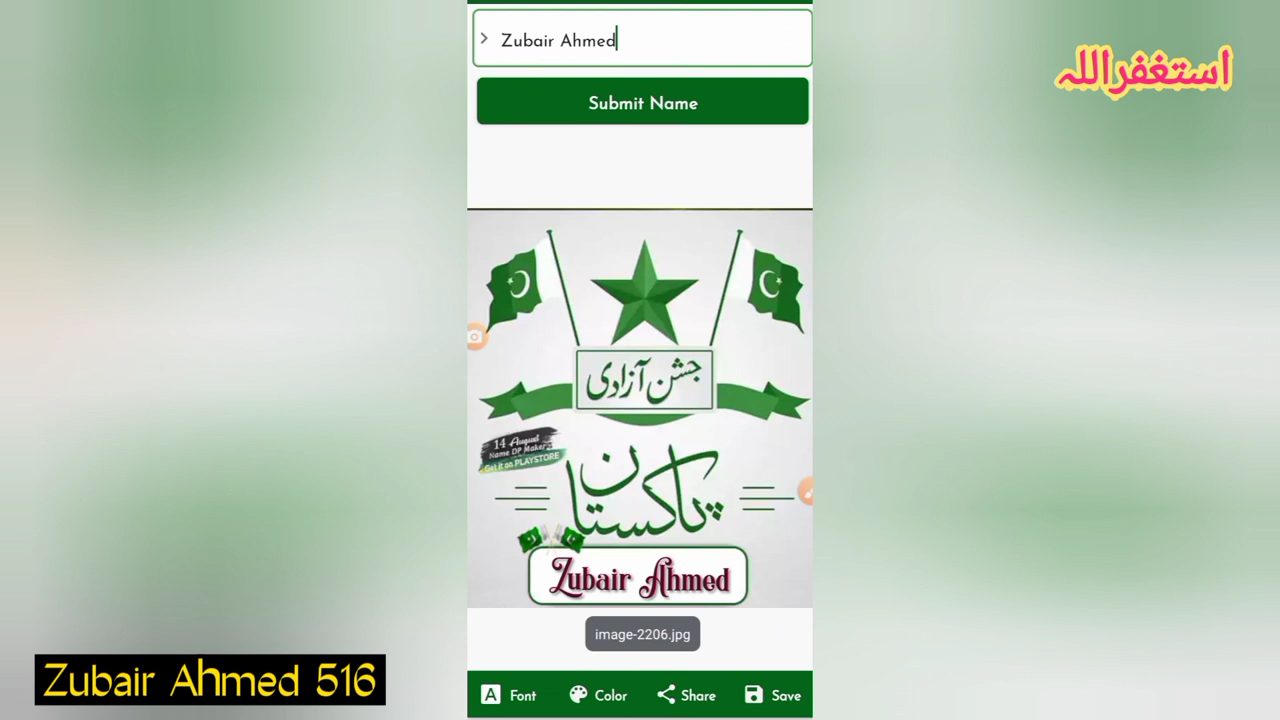 Zubair Ahmed
استغفراللہ
Submit Name
جشن آزادی
14 August
Name DP Maker
Get it on PLAYSTORE
پاکستان
Zubair Ahmed
image-2206.jpg
Zubair Ahmed 516
Font Color Share Save